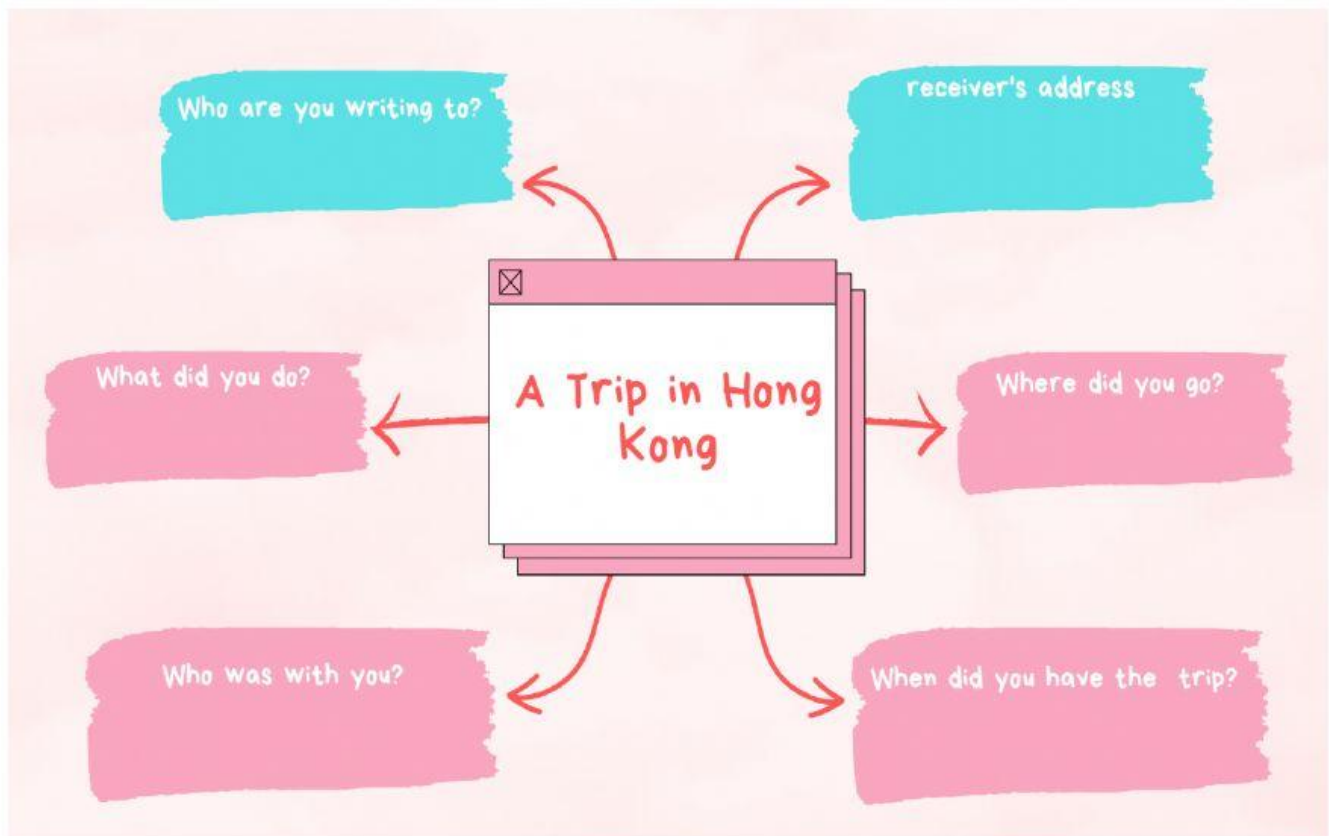 Who are you writing to?
receiver's address
What did you do?
A Trip in Hong
Kong
Where did you go?
Who was with you?
When did you have the trip?